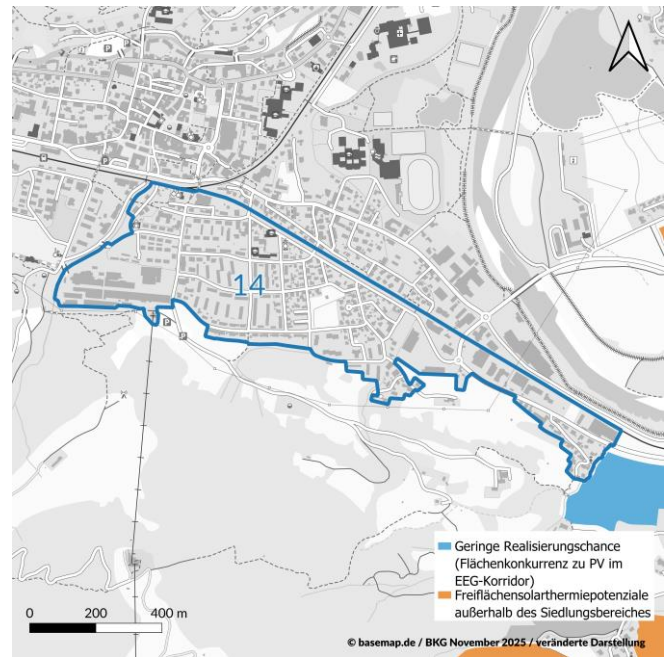 14
Geringe Realisierungschance
(Flächenkonkurrenz zu PV im
EEG-Korridor)
Freiflächensolarthermiepotenziale
außerhalb des Siedlungsbereiches
0 200 400 m
© basemap.de / BKG November 2025 / veränderte Darstellung